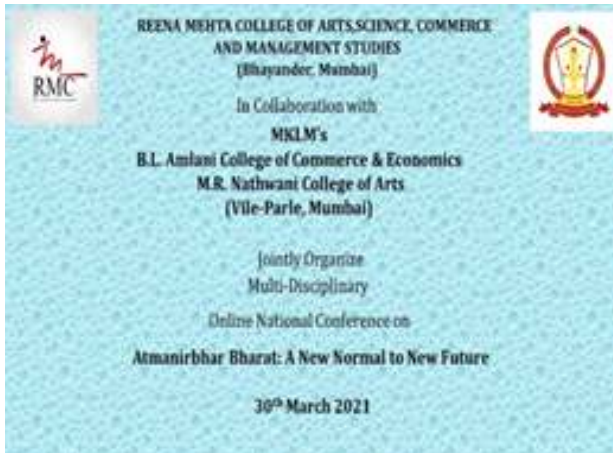 RMC
REENA MEHTA COLLEGE OF ARTS,SCIENCE, COMMERCE
AND MANAGEMENT STUDIES
(Bhayander, Mumbai)
In Collaboration with
MKLM's
B.L. Amlani College of Commerce & Economics
M.R. Nathwani College of Arts
(Vile-Parle, Mumbai)
Jointly Organize
Multi-Disciplinary
Online National Conference on
Atmanirbhar Bharat: A New Normal to New Future
30th March 2021